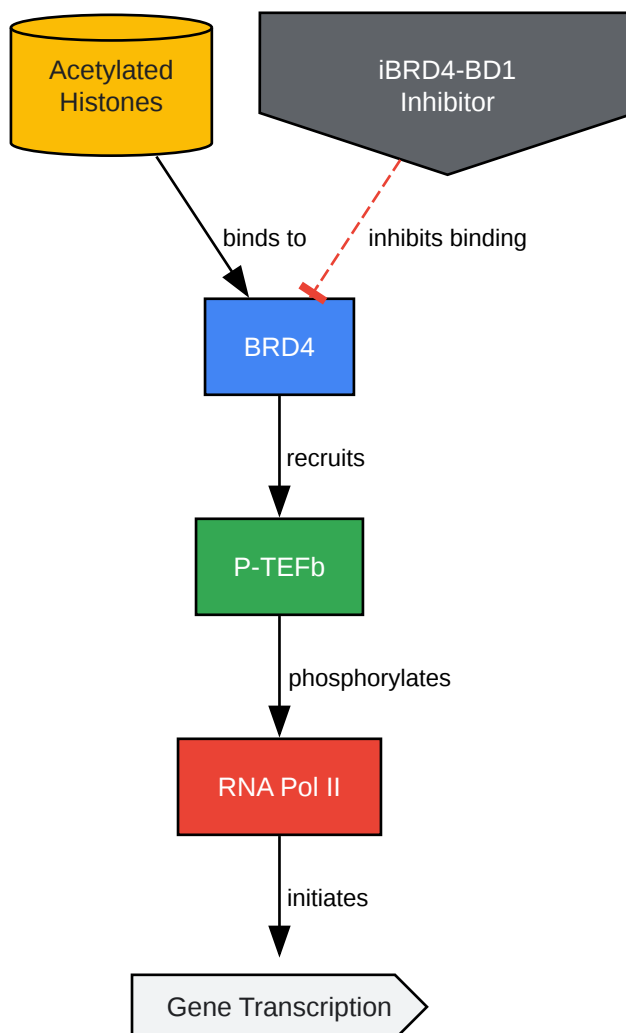 Acetylated
Histones
iBRD4-BD1
Inhibitor
binds to
inhibits binding
BRD4
recruits
P-TEFb
phosphorylates
RNA Pol II
initiates
Gene Transcription